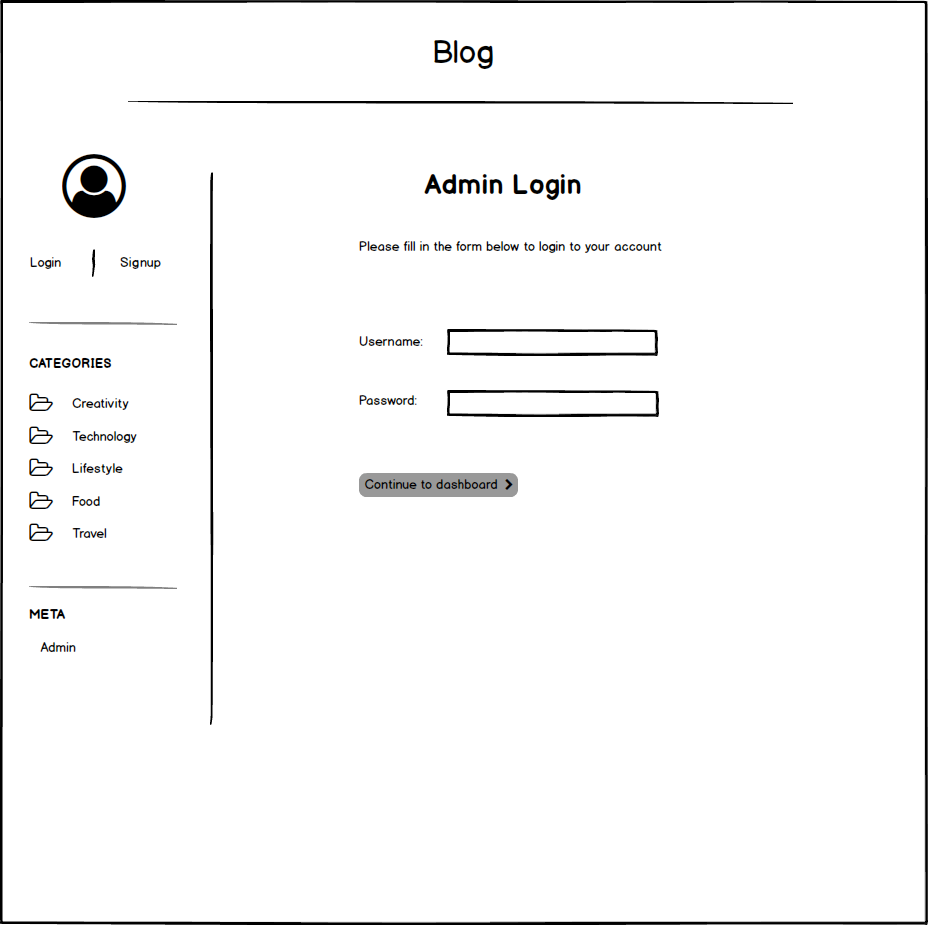 Blog
Login
Signup
CATEGORIES
Creativity
Technology
Lifestyle
Food
Travel
META
Admin
Admin Login
Please fill in the form below to login to your account
Username:
Password:
Continue to dashboard